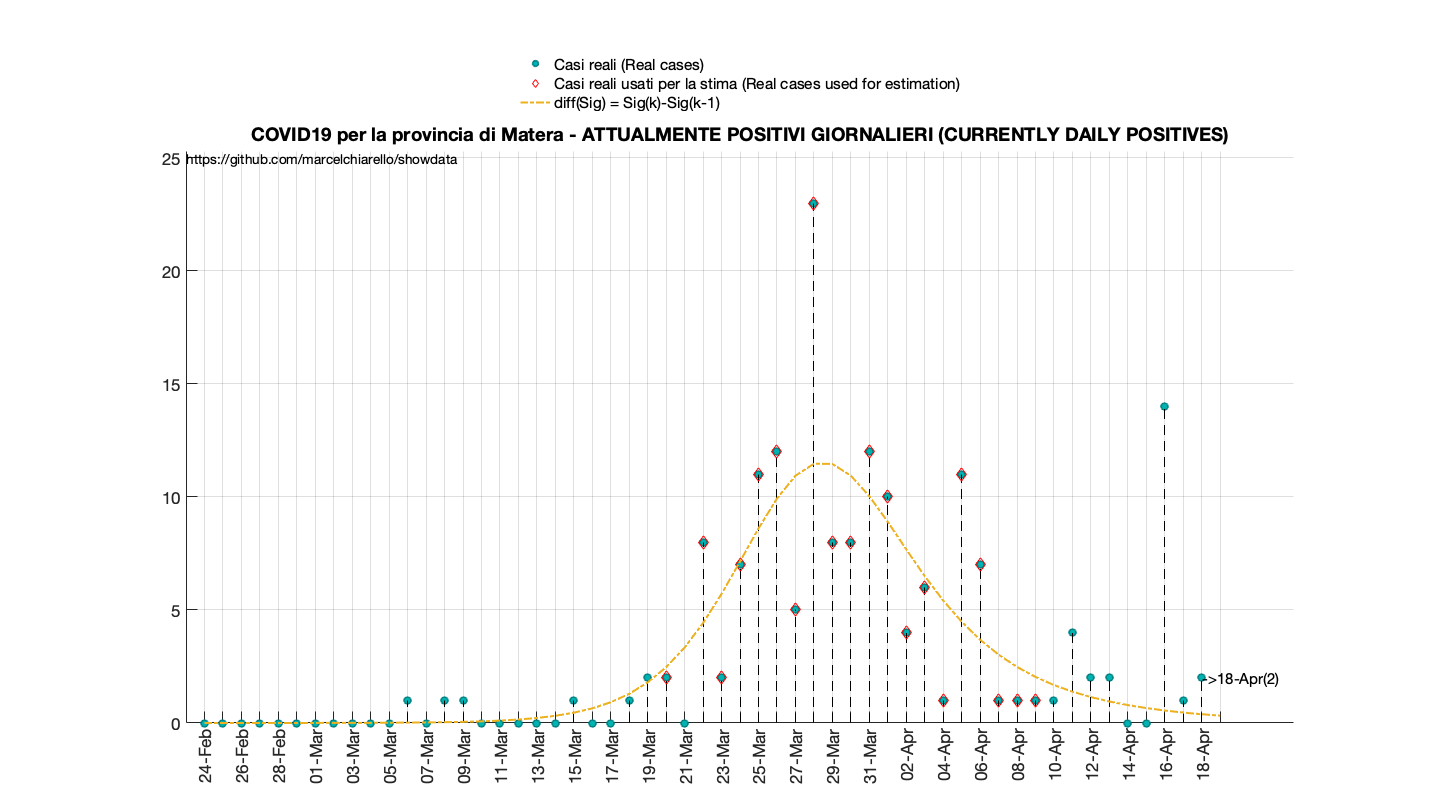 Casi reali (Real cases)
Casi reali usati per la stima (Real cases used for estimation)
diff(Sig) = Sig(k)-Sig(k-1)
COVID19 per la provincia di Matera - ATTUALMENTE POSITIVI GIORNALIERI (CURRENTLY DAILY POSITIVES)
https://github.com/marcelchiarello/showdata
25
20
15
10
5
0
->18-Apr(2)
24-Feb
26-Feb
28-Feb
01-Mar
03-Mar
05-Mar
07-Mar
09-Mar
11-Mar
13-Mar
15-Mar
17-Mar
19-Mar
21-Mar
23-Mar
25-Mar
27-Mar
29-Mar
31-Mar
02-Apr
04-Apr
06-Apr
08-Apr
10-Apr
12-Apr
14-Apr
16-Apr
18-Apr